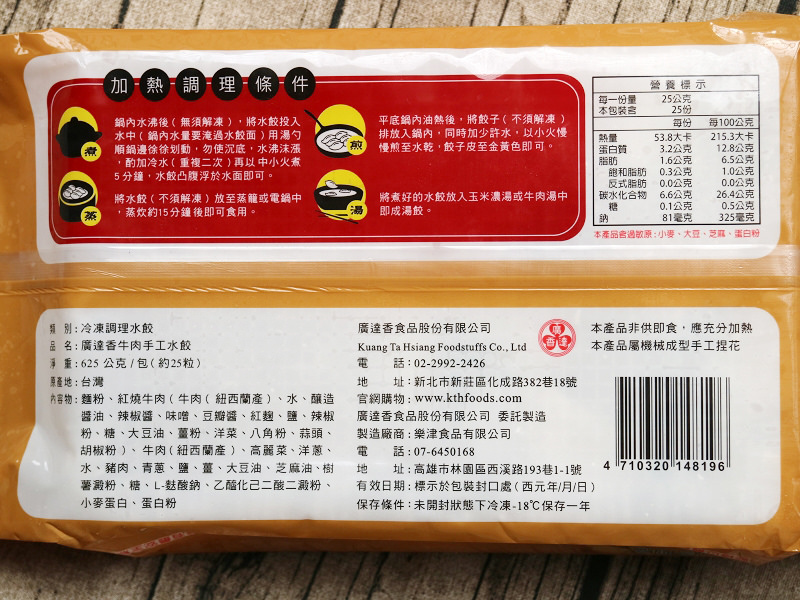 加熱調理條件
鍋內水沸後(無須解凍),將水餃投入
水中(鍋內水量要淹過水餃面)用湯勺
順鍋邊徐徐划動,勿使沉底,水沸沫漲
,酌加冷水(重複二次)再以中小火煮
5分鐘,水餃凸腹浮於水面即可。
煮
將水餃(不須解凍)放至蒸籠或電鍋中
,蒸炊約15分鐘後即可食用。
蒸
平底鍋內油熱後,將餃子(不須解凍)
排放入鍋內,同時加少許水,以小火慢
慢煎至水乾,餃子皮至金黃色即可。
煎
將煮好的水餃放入玉米濃湯或牛肉湯中
即成湯餃。
湯
營養標示
每一份量 25公克
本包裝含 25份
每份 每100公克
熱量 53.8大卡 215.3大卡
蛋白質 3.2公克 12.8公克
脂肪 1.6公克 6.5公克
飽和脂肪 0.3公克 1.0公克
反式脂肪 0.0公克 0.0公克
碳水化合物 6.6公克 26.4公克
糖 0.1公克 0.5公克
鈉 81毫克 325毫克
本產品含過敏原:小麥、大豆、芝麻、蛋白粉
類 別:冷凍調理水餃
品 名:廣達香牛肉手工水餃
淨 重:625 公克/包(約25粒)
原產地:台灣
內容物:麵粉、紅燒牛肉(牛肉(紐西蘭產)、水、釀造
醬油、辣椒醬、味噌、豆瓣醬、紅麴、鹽、辣椒
粉、糖、大豆油、薑粉、洋菜、八角粉、蒜頭、
胡椒粉)、牛肉(紐西蘭產)、高麗菜、洋蔥、
水、豬肉、青蔥、鹽、薑、大豆油、芝麻油、樹
薯澱粉、糖、L-麩酸鈉、乙醯化己二酸二澱粉、
小麥蛋白、蛋白粉
廣達香食品股份有限公司
Kuang Ta Hsiang Foodstuffs Co., Ltd
電 話:02-2992-2426
地 址:新北市新莊區化成路382巷18號
官網購物:www.kthfoods.com
廣達香食品股份有限公司 委託製造
製造廠商:樂津食品有限公司
電 話:07-6450168
地 址:高雄市林園區西溪路193巷1-1號
有效日期:標示於包裝封口處(西元年/月/日)
保存條件:未開封狀態下冷凍-18℃保存一年
廣
香 達
本產品非供即食,應充分加熱
本產品屬機械成型手工捏花
4 710320 148196